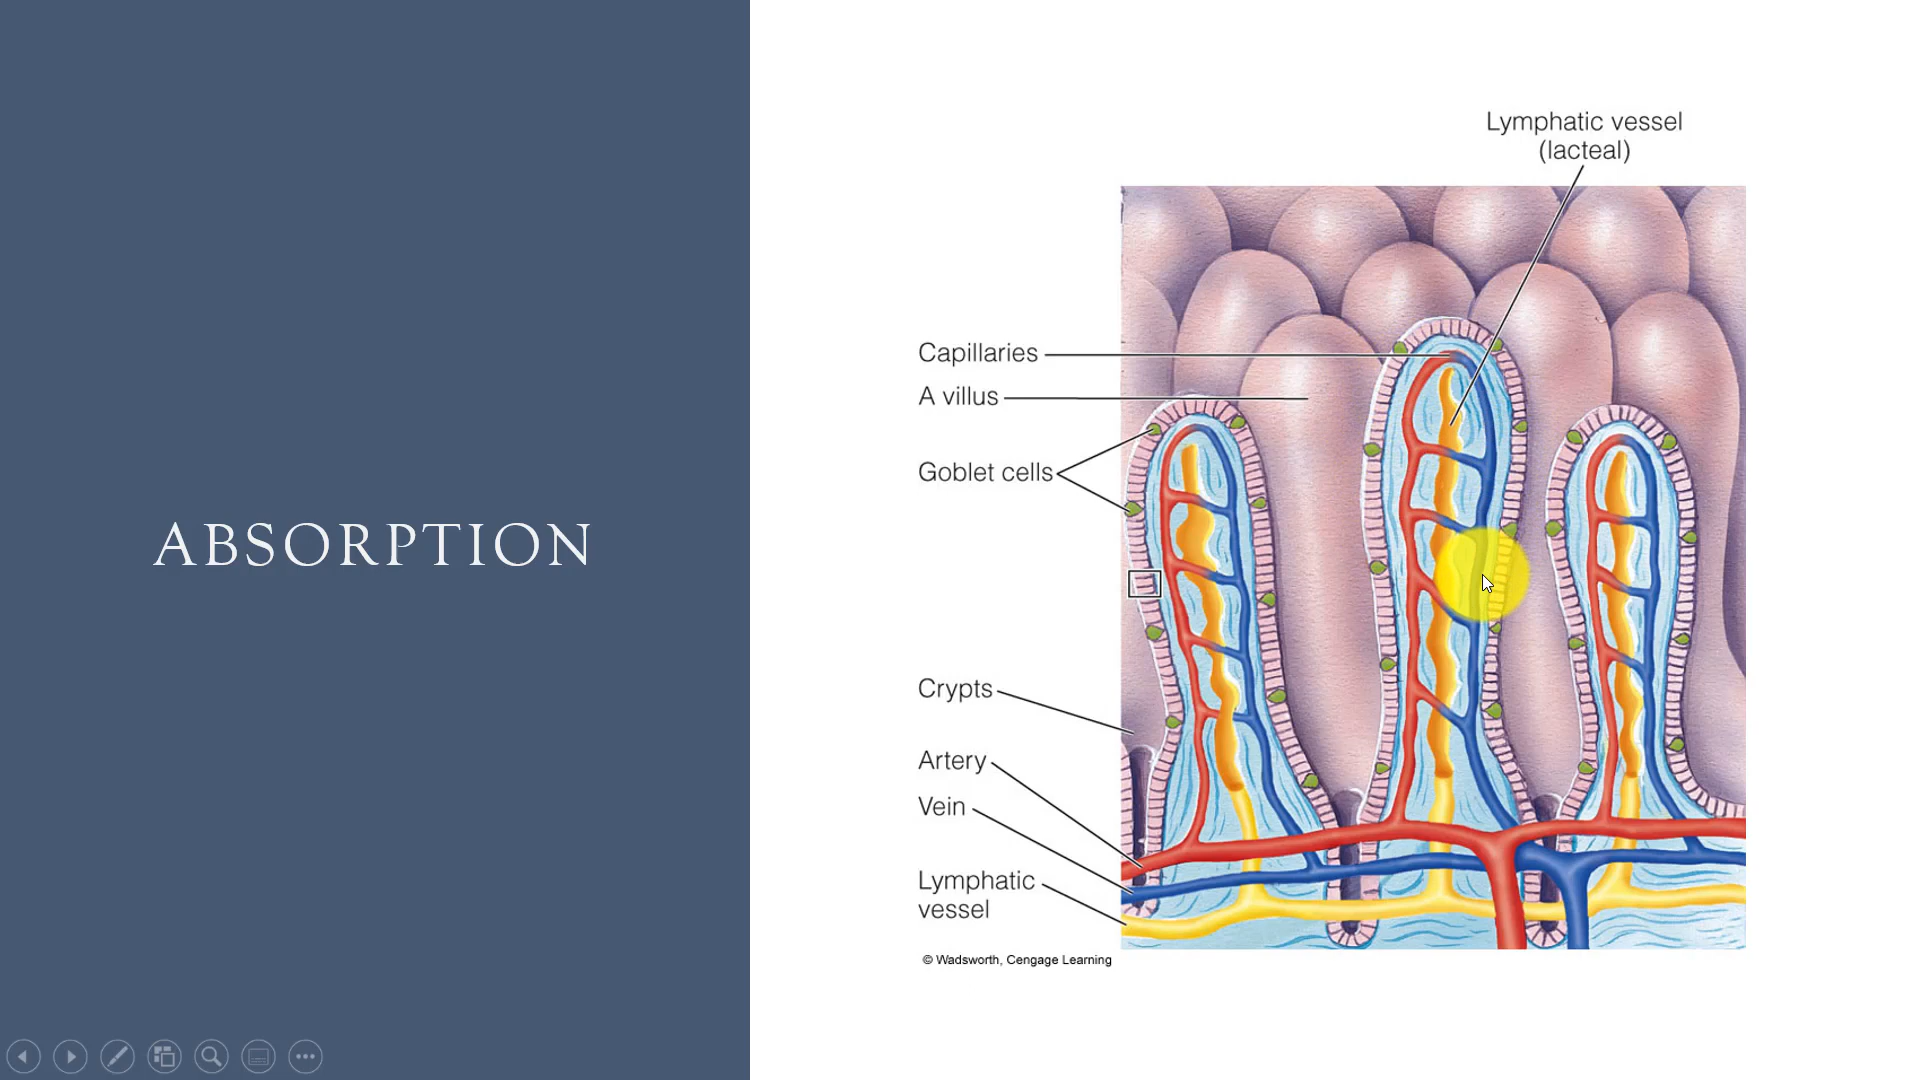 ABSORPTION
Lymphatic vessel
(lacteal)
Capillaries
A villus
Goblet cells
Crypts
Artery
Vein
Lymphatic
vessel
© Wadsworth, Cengage Learning